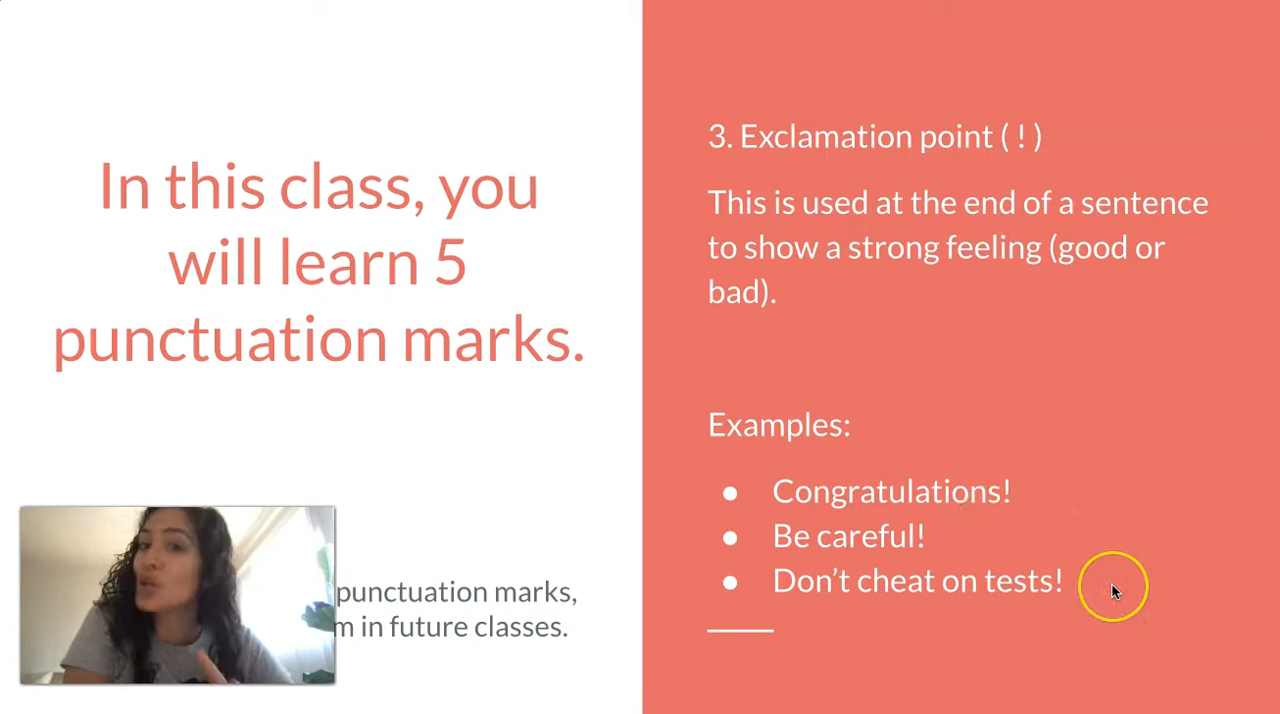 In this class, you
will learn 5
punctuation marks.
punctuation marks,
in future classes.
3. Exclamation point ( ! )
This is used at the end of a sentence
to show a strong feeling (good or
bad).
Examples:
● Congratulations!
● Be careful!
● Don’t cheat on tests!